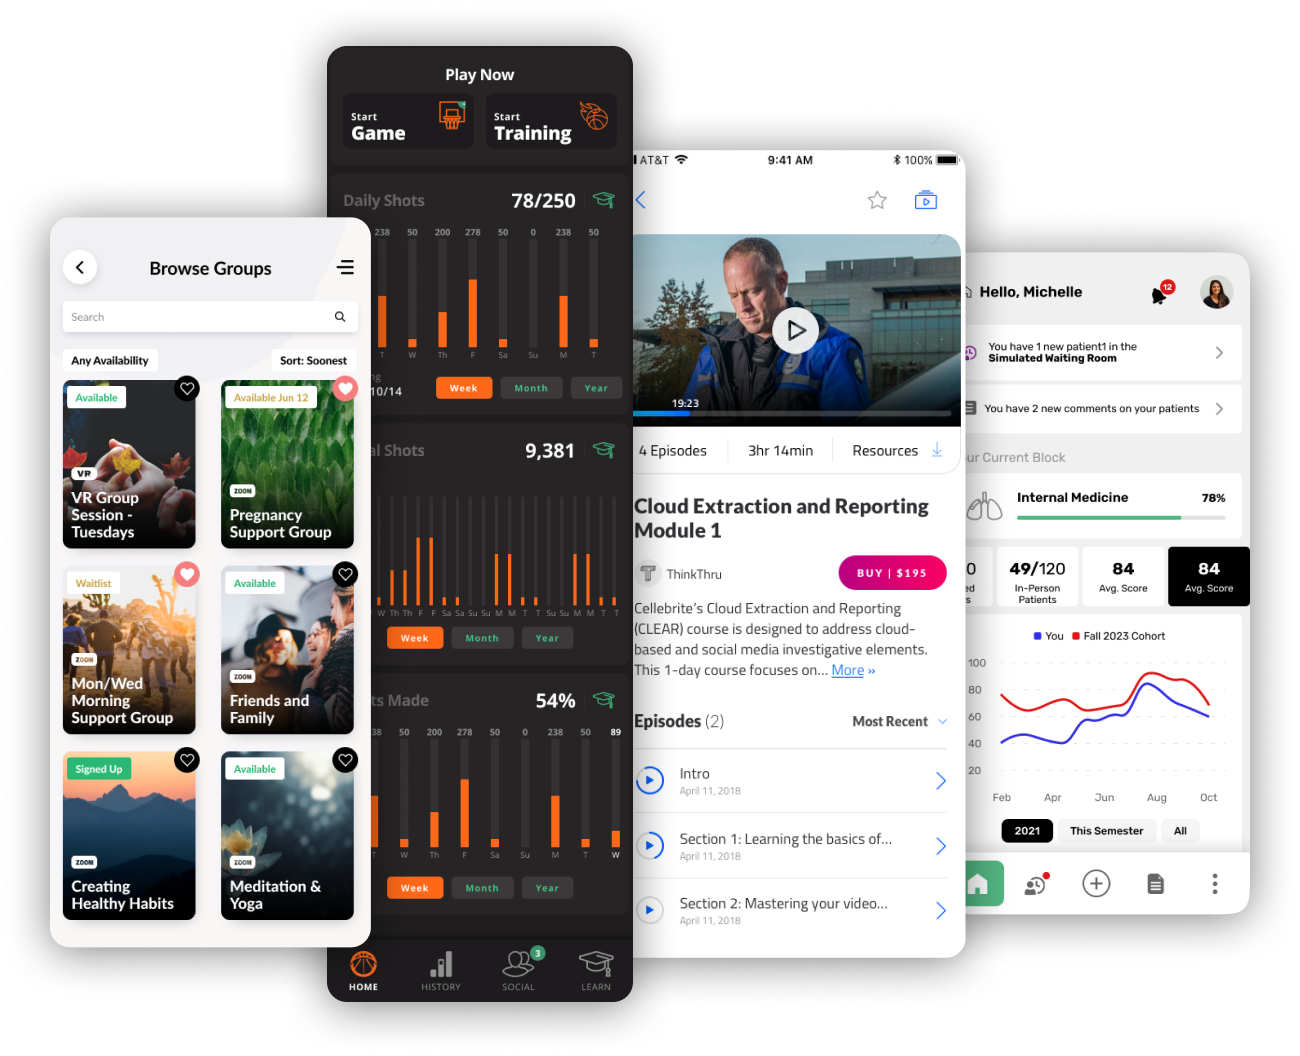 Browse Groups
Search
Any Availability
Sort: Soonest
Available
VR
VR Group
Session -
Tuesdays
Available Jun 12
ZOOM
Pregnancy
Support Group
Waitlist
ZOOM
Mon/Wed
Morning
Support Group
Available
ZOOM
Friends and
Family
Signed Up
ZOOM
Creating
Healthy Habits
Available
ZOOM
Meditation &
Yoga
Play Now
Start
Game
Start
Training
Daily Shots
78/250
238 50 200 278 50 0 238 50
T W Th F Sa Su M T
10/14
Week
Month
Year
Shots
9,381
W Th Th F F Sa Sa Su Su M M T T Su Su M M T T
Week
Month
Year
Made
54%
38 50 200 278 50 0 238 50 89
T W Th F Sa Su M T W
Week
Month
Year
HOME
HISTORY
3
SOCIAL
LEARN
AT&T
9:41 AM
100%
19:23
4 Episodes
3hr 14min
Resources
Cloud Extraction and Reporting
Module 1
ThinkThru
BUY | $195
Cellebrite’s Cloud Extraction and Reporting
(CLEAR) course is designed to address cloud-
based and social media investigative elements.
This 1-day course focuses on... More »
Episodes (2)
Most Recent
Intro
April 11, 2018
Section 1: Learning the basics of...
April 11, 2018
Section 2: Mastering your video...
April 11, 2018
Hello, Michelle
12
You have 1 new patient1 in the
Simulated Waiting Room
You have 2 new comments on your patients
ur Current Block
Internal Medicine
78%
0
ed
s
49/120
In-Person
Patients
84
Avg. Score
84
Avg. Score
You
Fall 2023 Cohort
100
80
60
40
20
Feb Apr Jun Aug Oct
2021
This Semester
All